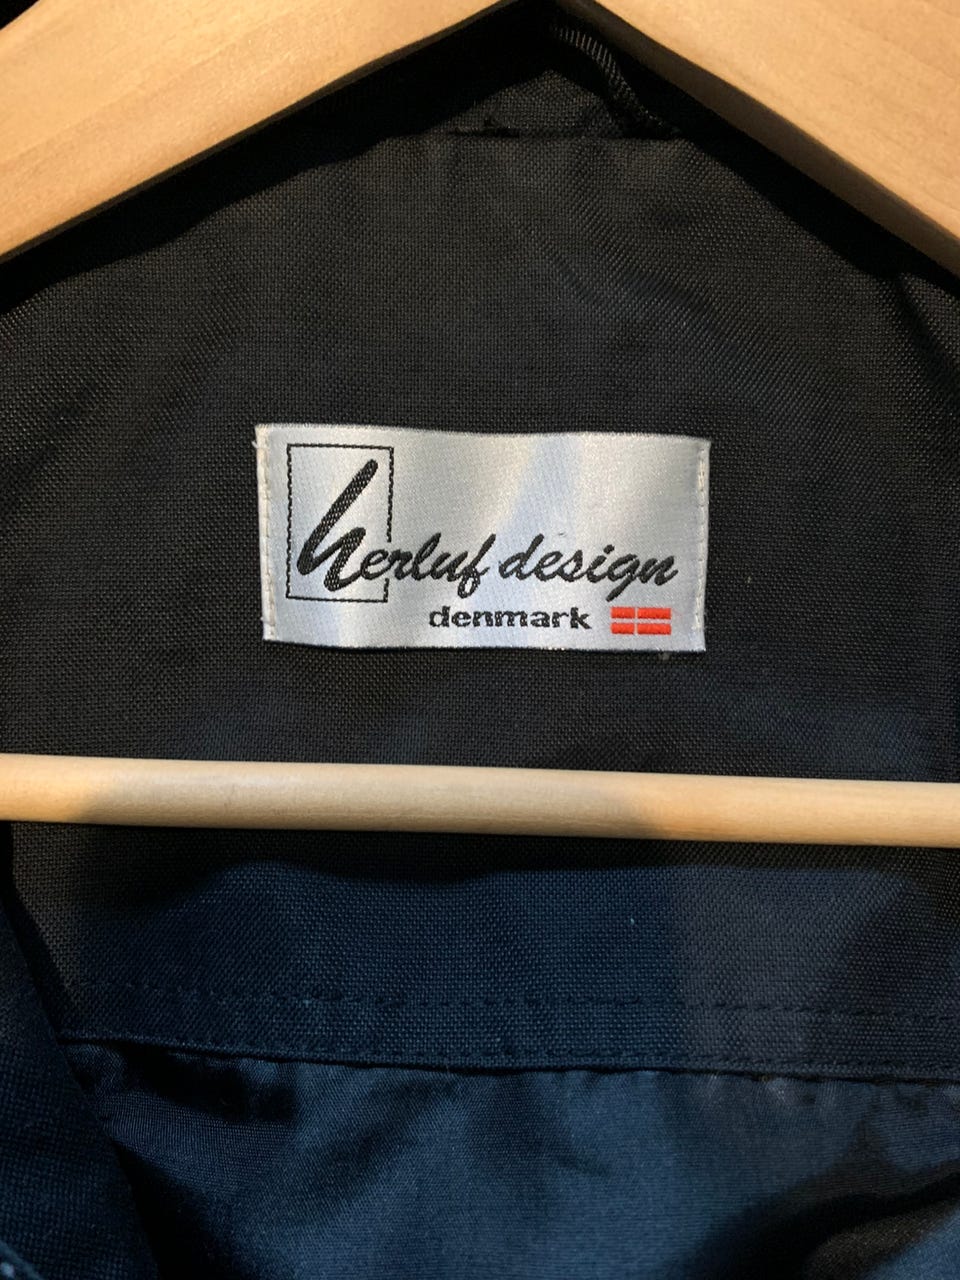 herluf design
denmark